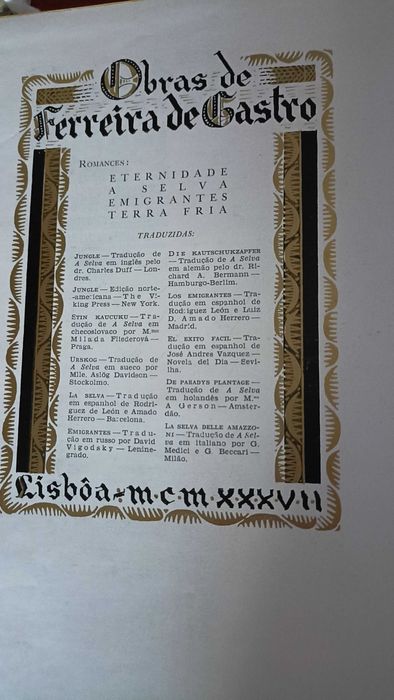 Obras de
Ferreira de Castro
ROMANCES:
ETERNIDADE
A SELVA
EMIGRANTES
TERRA FRIA
TRADUZIDAS:
JUNGLE — Tradução de
A Selva em inglês pelo
dr. Charles Duff — Lon-
dres.
JUNGLE — Edição norte-
-americana — The Vi-
king Press — New York.
STIN KAUCUKU — Tra-
dução de A Selva em
checoslovaco por M.me
Milada Fliederová —
Praga.
URSKOG — Tradução de
A Selva em sueco por
Mlle. Aslög Davidson —
Stockolmo.
LA SELVA — Tradução
em espanhol de Rodri-
guez de León e Amado
Herrero — Barcelona.
EMIGRANTES — Tradu-
ção em russo por David
Vigodsky — Lenine-
grado.
DIE KAUTSCHUKZAPFER
— Tradução de A Selva
em alemão pelo dr. Ri-
chard A. Bermann —
Hamburgo-Berlim.
LOS EMIGRANTES — Tra-
dução em espanhol de
Rodriguez León e Luiz
D. Amado Herrero —
Madrid.
EL EXITO FACIL — Tra-
dução em espanhol de
José Andres Vazquez —
Novela del Dia — Sevi-
lha.
DE PARADYS PLANTAGE —
Tradução de A Selva
em holandês por M.me
A Gerson — Amster-
dão.
LA SELVA DELLE AMAZZO-
NI — Tradução de A Sel-
va em italiano por G.
Medici e G. Beccari —
Milão.
Lisbôa - m.c.m.XXXVII